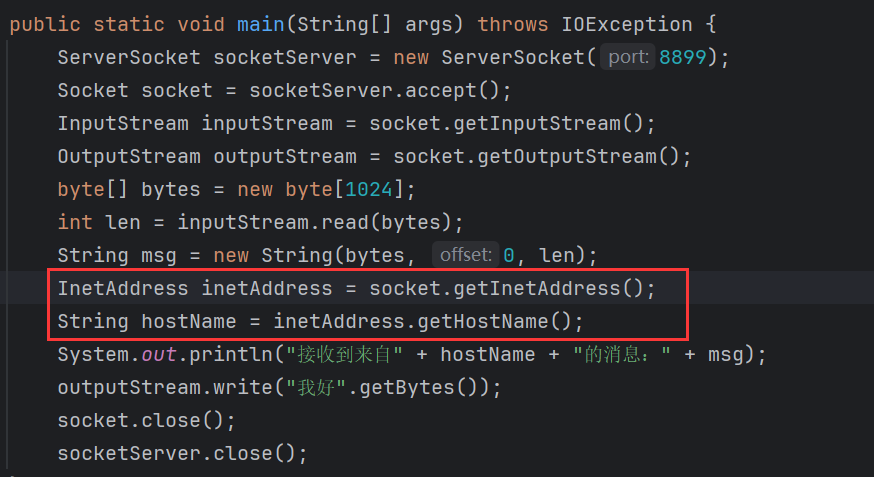 public static void main(String[] args) throws IOException {
ServerSocket socketServer = new ServerSocket( port: 8899);
Socket socket = socketServer.accept();
InputStream inputStream = socket.getInputStream();
OutputStream outputStream = socket.getOutputStream();
byte[] bytes = new byte[1024];
int len = inputStream.read(bytes);
String msg = new String(bytes, offset: 0, len);
InetAddress inetAddress = socket.getInetAddress();
String hostName = inetAddress.getHostName();
System.out.println("接收到来自" + hostName + "的消息：" + msg);
outputStream.write("我好".getBytes());
socket.close();
socketServer.close();